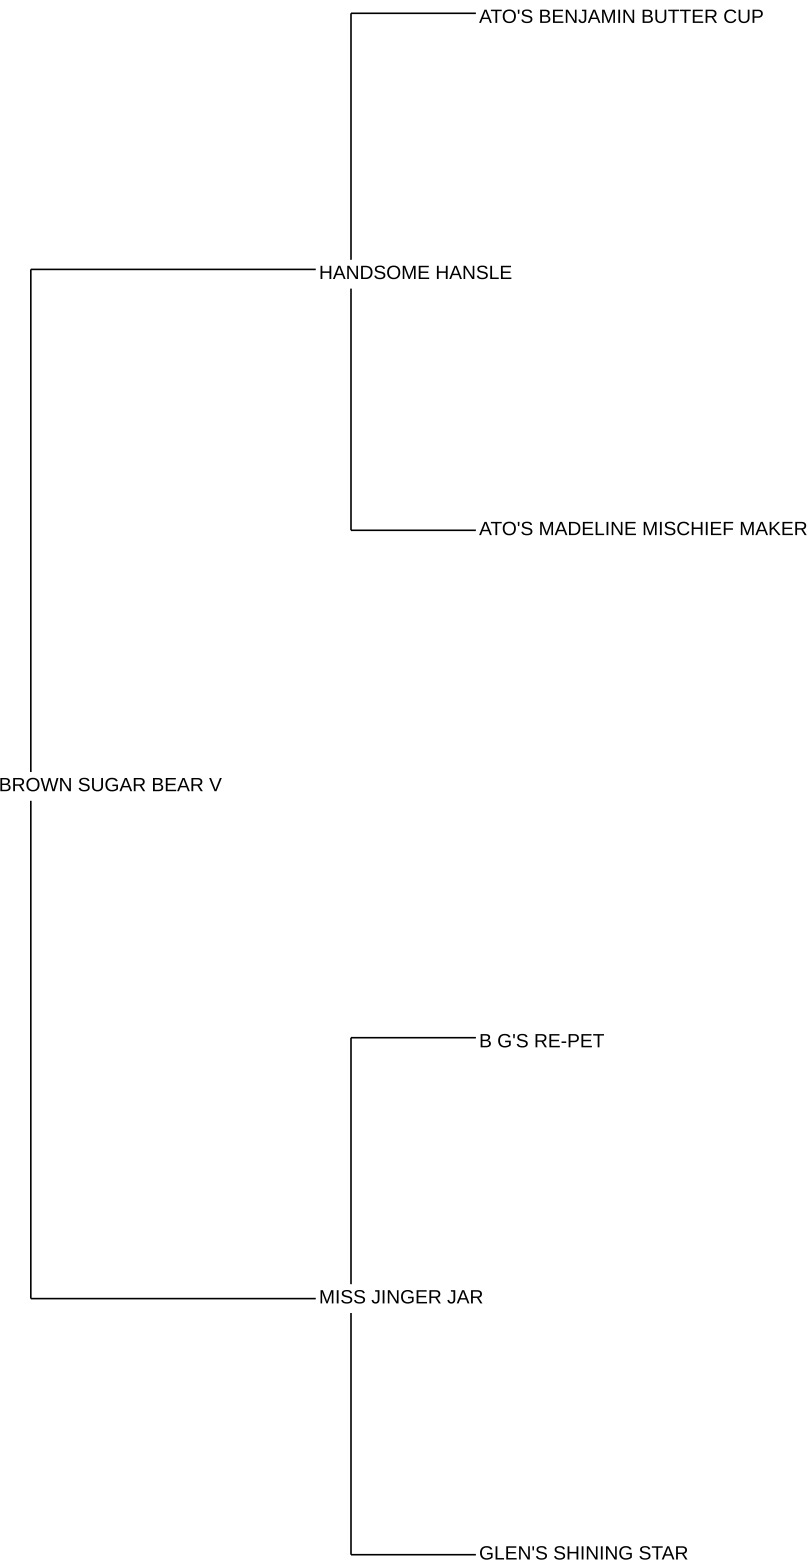 ATO'S BENJAMIN BUTTER CUP
HANDSOME HANSLE
ATO'S MADELINE MISCHIEF MAKER
BROWN SUGAR BEAR V
B G'S RE-PET
MISS JINGER JAR
GLEN'S SHINING STAR